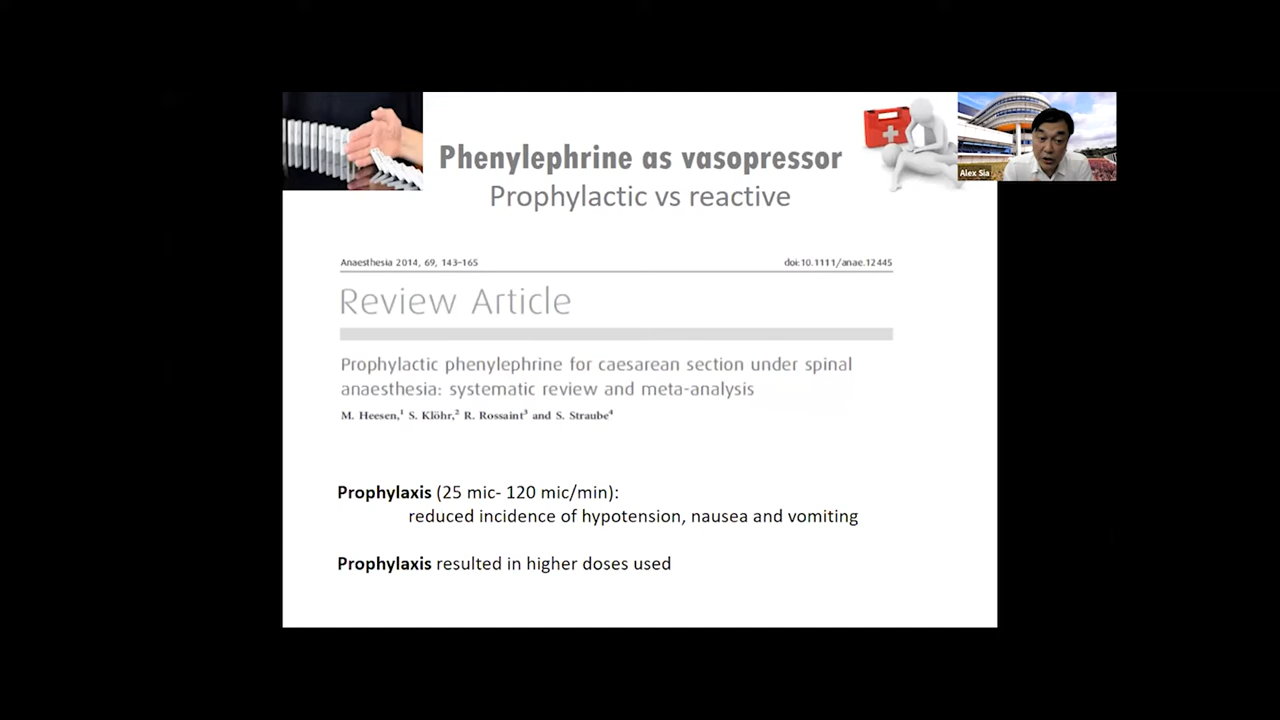 Phenylephrine as vasopressor
Prophylactic vs reactive
Alex Sia
Anaesthesia 2014, 69, 143–165
doi:10.1111/anae.12445
Review Article
Prophylactic phenylephrine for caesarean section under spinal
anaesthesia: systematic review and meta-analysis
M. Heesen,¹ S. Klöhr,² R. Rossaint³ and S. Straube⁴
Prophylaxis (25 mic- 120 mic/min):
reduced incidence of hypotension, nausea and vomiting
Prophylaxis resulted in higher doses used